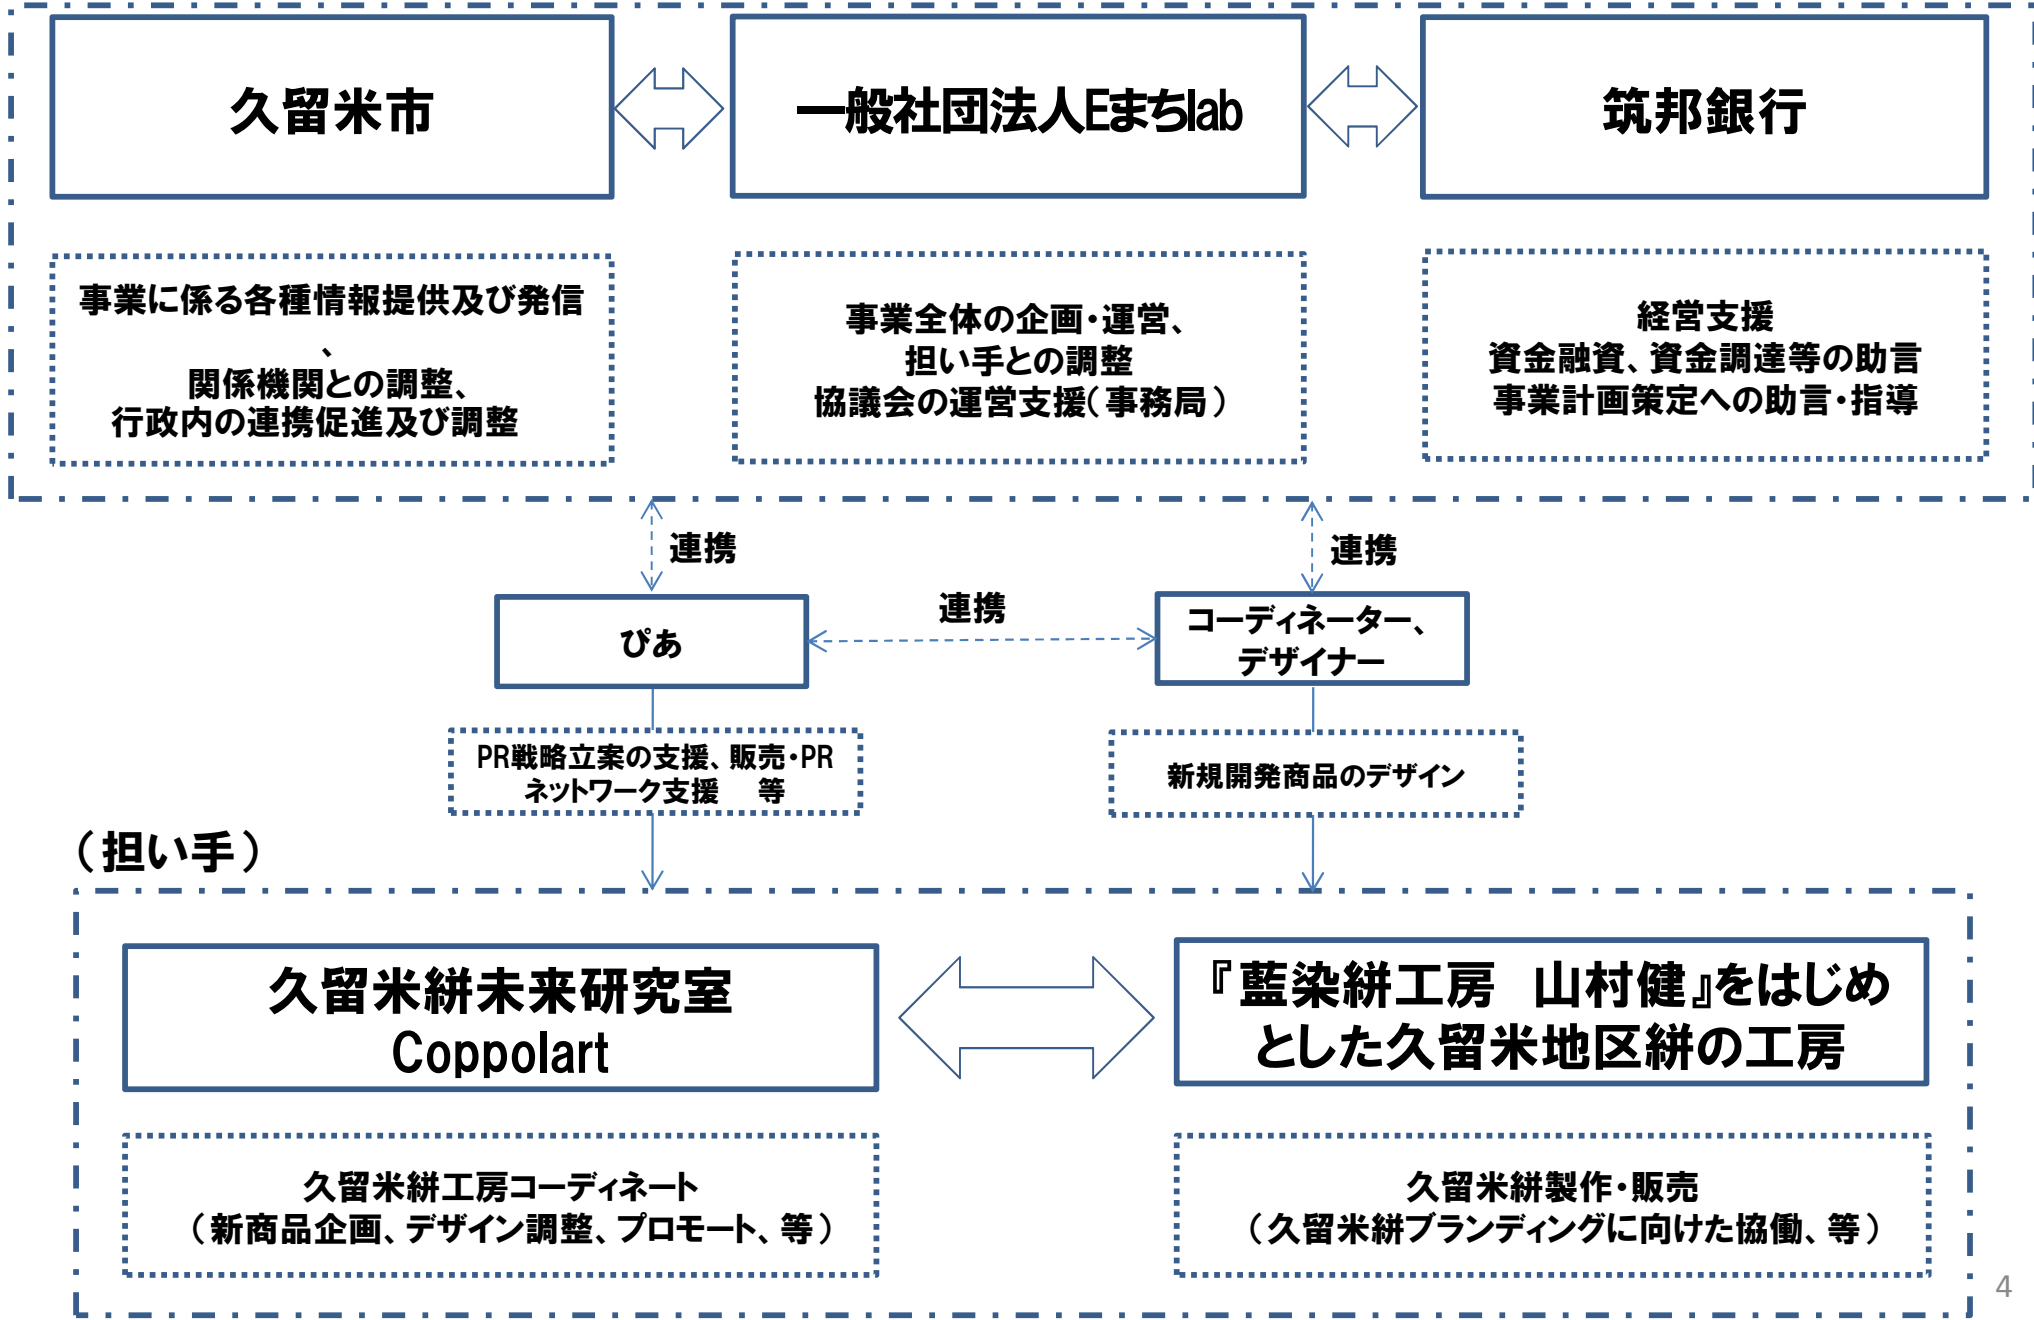 久留米市
一般社団法人Eまちlab
筑邦銀行
事業に係る各種情報提供及び発信
、
関係機関との調整、
行政内の連携促進及び調整
事業全体の企画・運営、
担い手との調整
協議会の運営支援(事務局)
経営支援
資金融資、資金調達等の助言
事業計画策定への助言・指導
連携
連携
連携
ぴあ
コーディネーター、
デザイナー
PR戦略立案の支援、販売・PR
ネットワーク支援　等
新規開発商品のデザイン
(担い手)
久留米絣未来研究室
Coppolart
『藍染絣工房　山村健』をはじめ
とした久留米地区絣の工房
久留米絣工房コーディネート
(新商品企画、デザイン調整、プロモート、等)
久留米絣製作・販売
(久留米絣ブランディングに向けた協働、等)
4